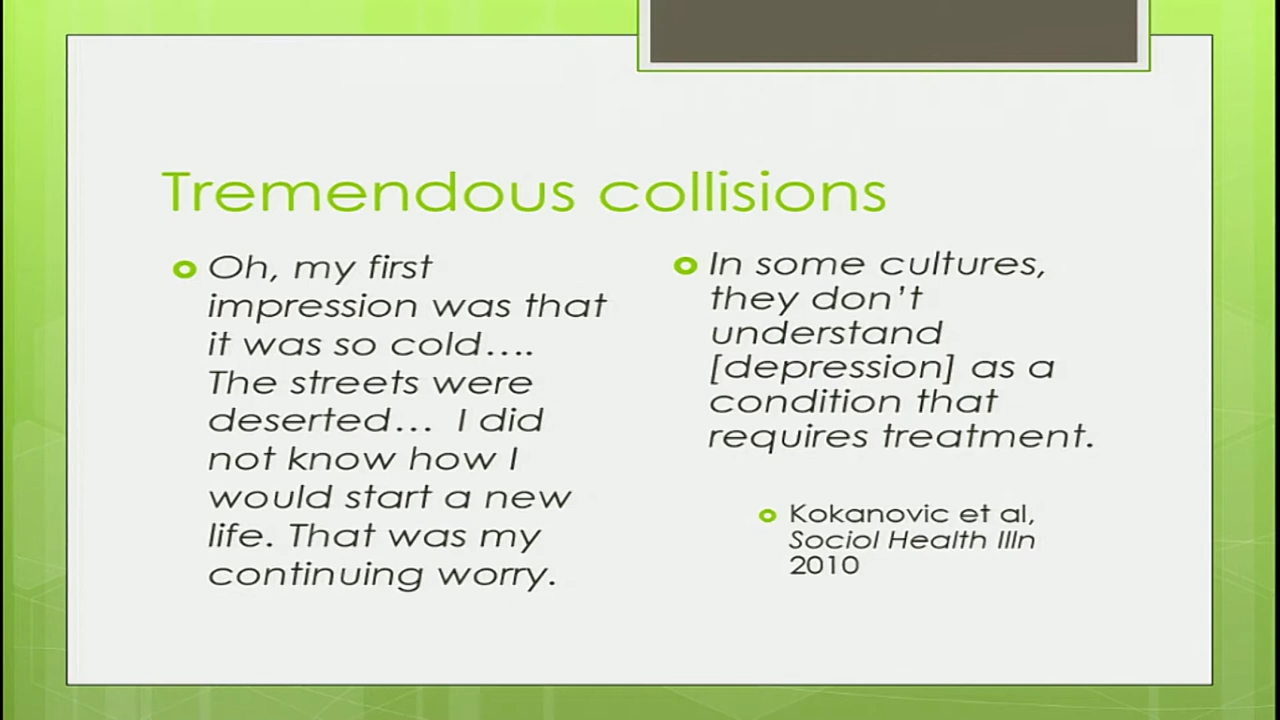 Tremendous collisions
Oh, my first
impression was that
it was so cold….
The streets were
deserted… I did
not know how I
would start a new
life. That was my
continuing worry.
In some cultures,
they don’t
understand
[depression] as a
condition that
requires treatment.
Kokanovic et al,
Sociol Health Illn
2010